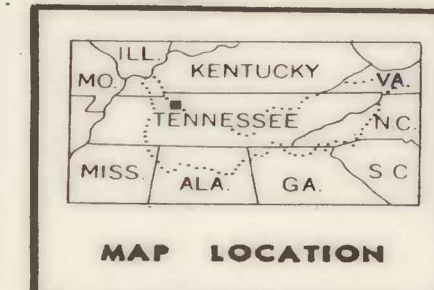 ILL.
MO. KENTUCKY VA.
TENNESSEE N.C.
MISS. ALA. GA. S C
MAP LOCATION